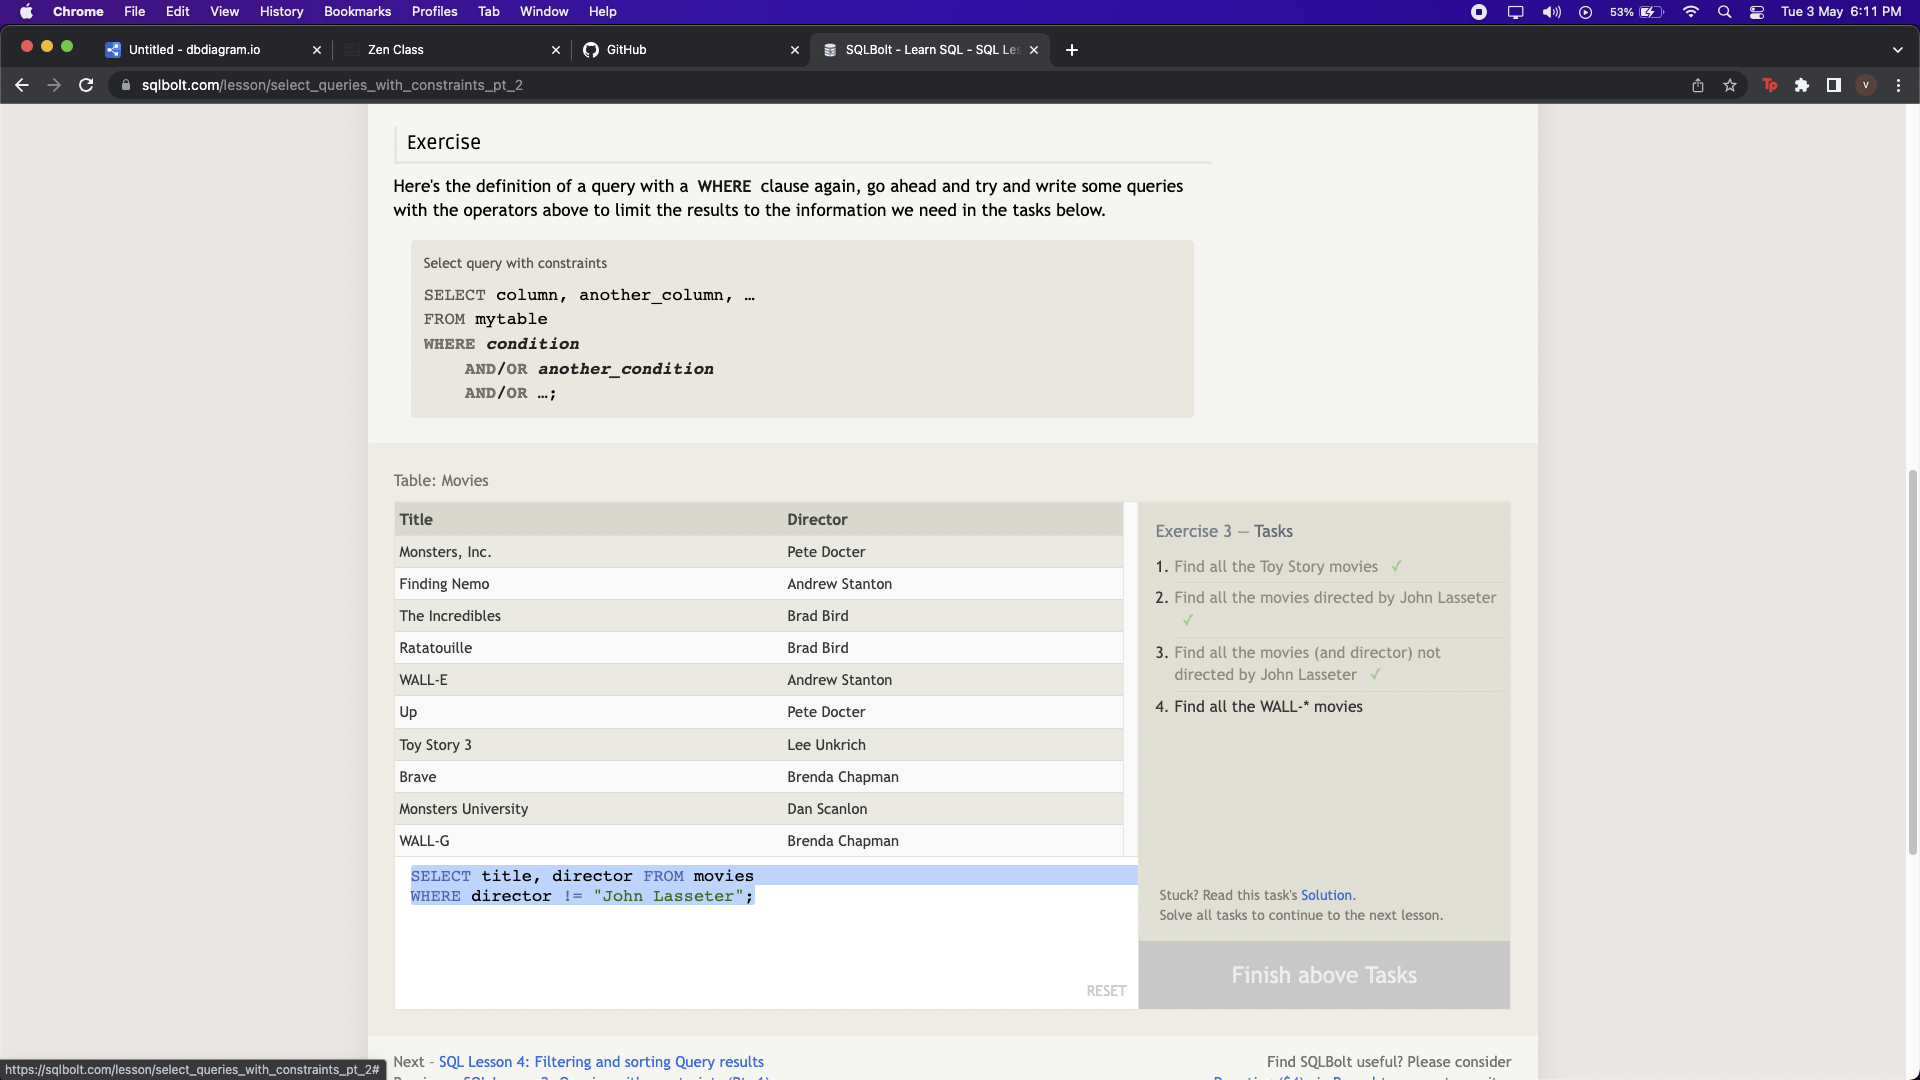 Chrome File Edit View History Bookmarks Profiles Tab Window Help 53% Tue 3 May 6:11 PM
Untitled - dbdiagram.io Zen Class GitHub SQLBolt - Learn SQL - SQL Les
sqlbolt.com/lesson/select_queries_with_constraints_pt_2 Tp V
Exercise
Here's the definition of a query with a WHERE clause again, go ahead and try and write some queries
with the operators above to limit the results to the information we need in the tasks below.
Select query with constraints
SELECT column, another_column, …
FROM mytable
WHERE condition
AND/OR another_condition
AND/OR …;
Table: Movies
Title Director
Monsters, Inc. Pete Docter
Finding Nemo Andrew Stanton
The Incredibles Brad Bird
Ratatouille Brad Bird
WALL-E Andrew Stanton
Up Pete Docter
Toy Story 3 Lee Unkrich
Brave Brenda Chapman
Monsters University Dan Scanlon
WALL-G Brenda Chapman
SELECT title, director FROM movies
WHERE director != "John Lasseter";
RESET
Exercise 3 — Tasks
1. Find all the Toy Story movies ✓
2. Find all the movies directed by John Lasseter
✓
3. Find all the movies (and director) not
directed by John Lasseter ✓
4. Find all the WALL-* movies
Stuck? Read this task's Solution.
Solve all tasks to continue to the next lesson.
Finish above Tasks
Next - SQL Lesson 4: Filtering and sorting Query results
Find SQLBolt useful? Please consider
https://sqlbolt.com/lesson/select_queries_with_constraints_pt_2#